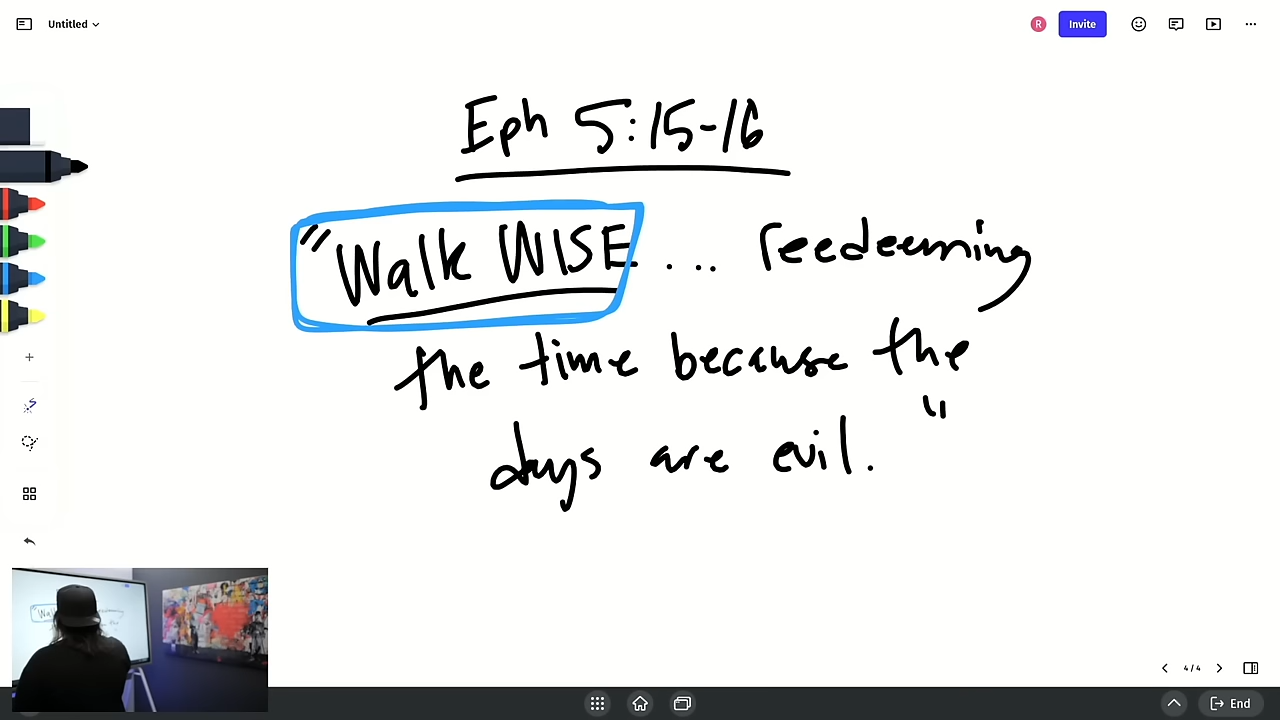 Untitled
R
Invite
Eph 5:15-16
"Walk WISE ... reedeeming
the time because the
days are evil."
4/4
End